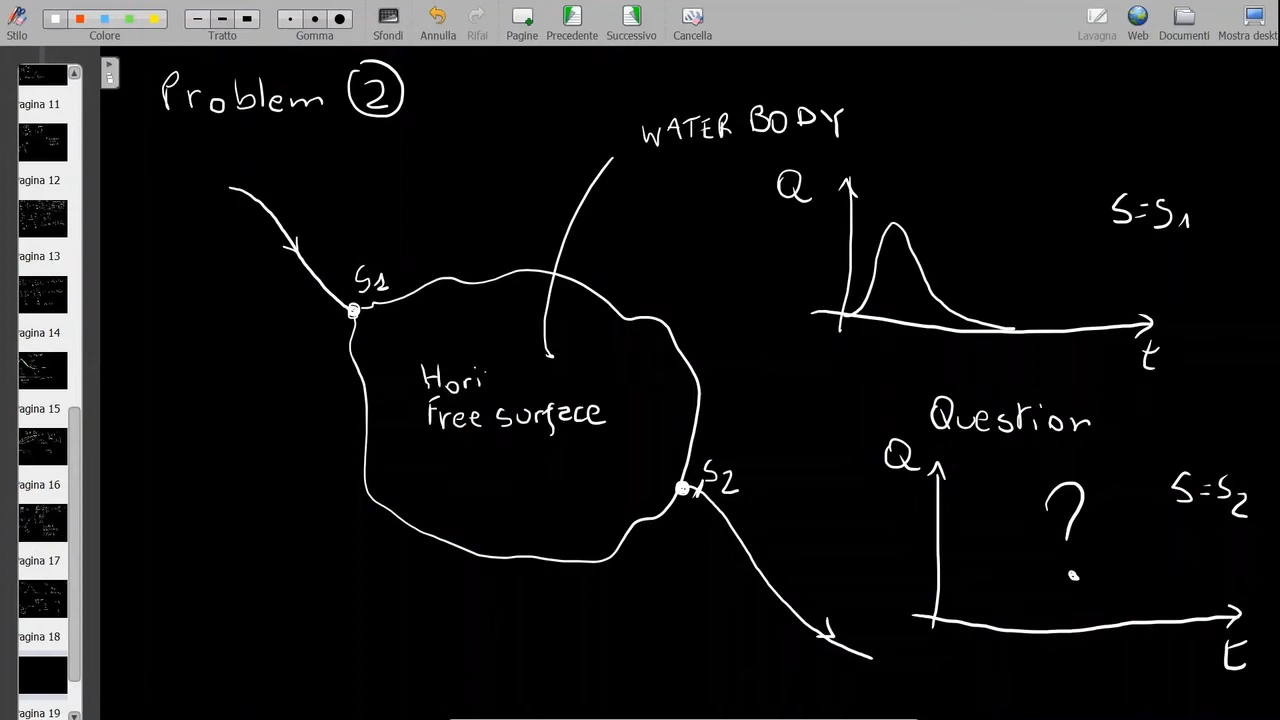 Stilo
Colore
Tratto
Gomma
Sfondi
Annulla
Rifai
Pagine
Precedente
Successivo
Cancella
Lavagna
Web
Documenti
Mostra deskt
agina 11
agina 12
agina 13
agina 14
agina 15
agina 16
agina 17
agina 18
agina 19
Problem 2
WATER BODY
Q
S=S1
t
S1
Hori
Free surface
S2
Question
Q
?
S=S2
t